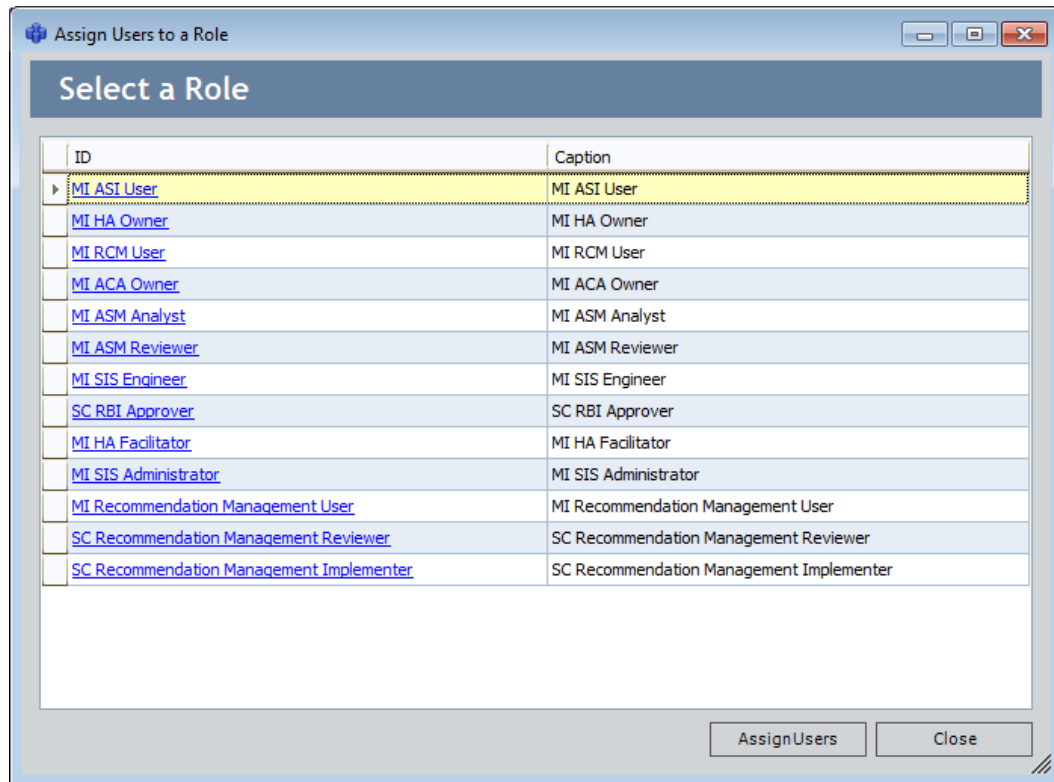 Assign Users to a Role
Select a Role
ID Caption
MI ASI User MI ASI User
MI HA Owner MI HA Owner
MI RCM User MI RCM User
MI ACA Owner MI ACA Owner
MI ASM Analyst MI ASM Analyst
MI ASM Reviewer MI ASM Reviewer
MI SIS Engineer MI SIS Engineer
SC RBI Approver SC RBI Approver
MI HA Facilitator MI HA Facilitator
MI SIS Administrator MI SIS Administrator
MI Recommendation Management User MI Recommendation Management User
SC Recommendation Management Reviewer SC Recommendation Management Reviewer
SC Recommendation Management Implementer SC Recommendation Management Implementer
AssignUsers Close